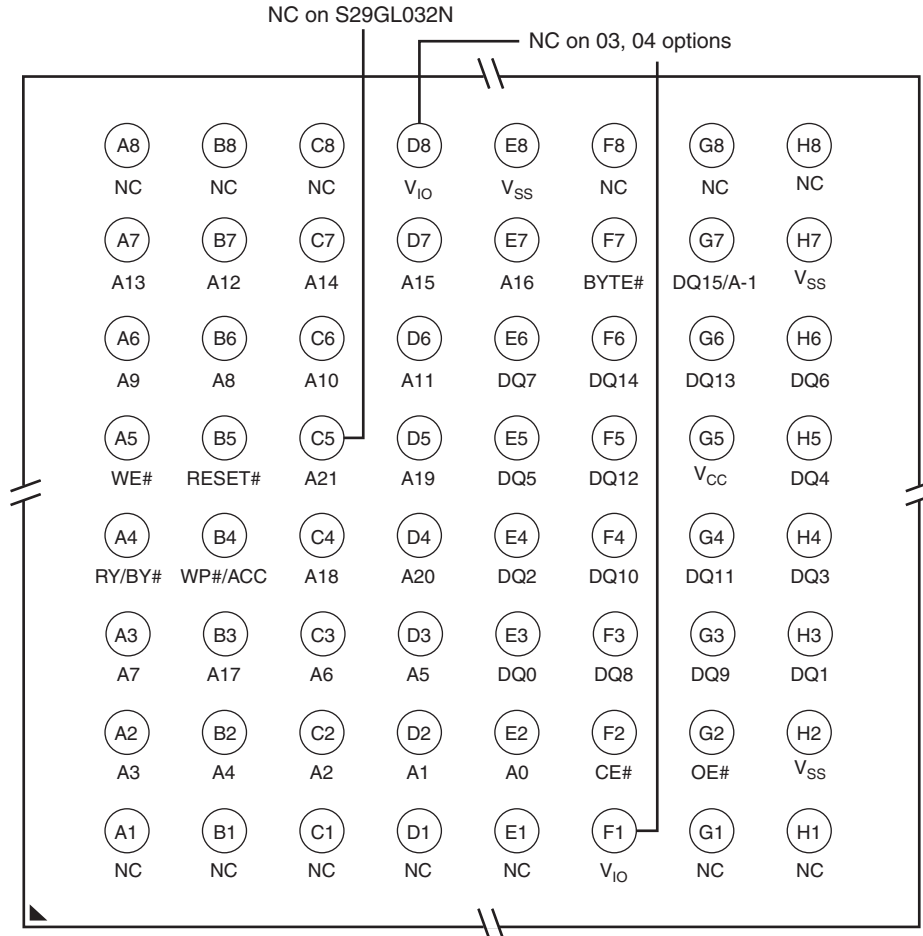 NC on S29GL032N
NC on 03, 04 options
A8 B8 C8 D8 E8 F8 G8 H8
NC NC NC VIO VSS NC NC NC
A7 B7 C7 D7 E7 F7 G7 H7
A13 A12 A14 A15 A16 BYTE# DQ15/A-1 VSS
A6 B6 C6 D6 E6 F6 G6 H6
A9 A8 A10 A11 DQ7 DQ14 DQ13 DQ6
A5 B5 C5 D5 E5 F5 G5 H5
WE# RESET# A21 A19 DQ5 DQ12 VCC DQ4
A4 B4 C4 D4 E4 F4 G4 H4
RY/BY# WP#/ACC A18 A20 DQ2 DQ10 DQ11 DQ3
A3 B3 C3 D3 E3 F3 G3 H3
A7 A17 A6 A5 DQ0 DQ8 DQ9 DQ1
A2 B2 C2 D2 E2 F2 G2 H2
A3 A4 A2 A1 A0 CE# OE# VSS
A1 B1 C1 D1 E1 F1 G1 H1
NC NC NC NC NC VIO NC NC